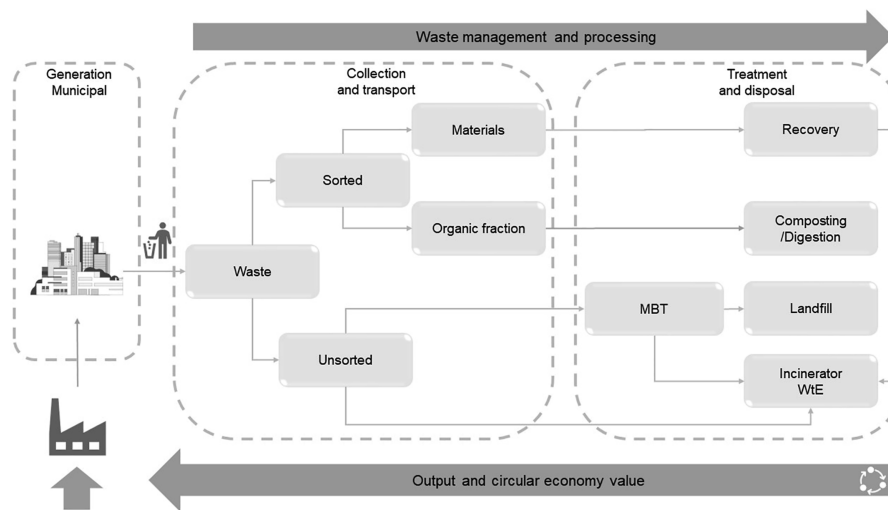 Waste management and processing
Generation
Municipal
Collection
and transport
Treatment
and disposal
Materials
Recovery
Sorted
Organic fraction
Composting
/Digestion
Waste
MBT
Landfill
Unsorted
Incinerator
WtE
Output and circular economy value